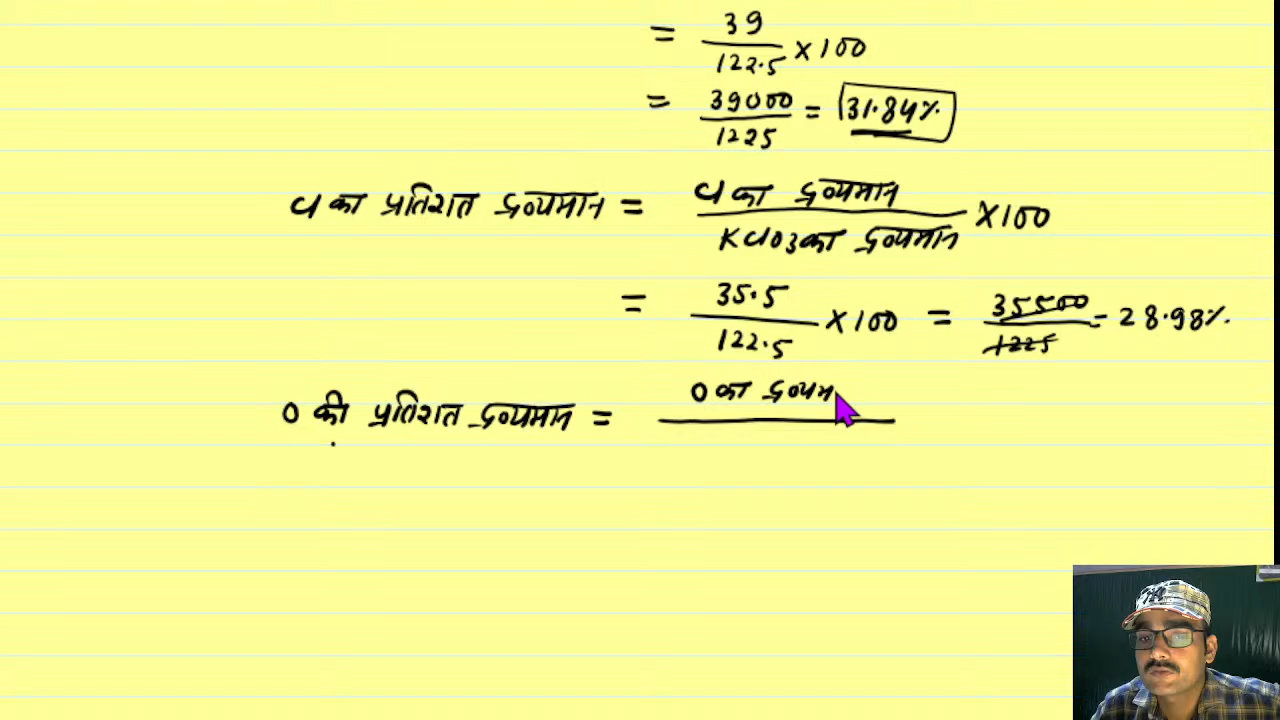 = 39/122.5 × 100
= 39000/1225 = 31.84%
Cl का प्रतिशत द्रव्यमान = Cl का द्रव्यमान/KClO3 का द्रव्यमान × 100
= 35.5/122.5 × 100 = 35500/1225 = 28.98%
O की प्रतिशत द्रव्यमान = O का द्रव्यम